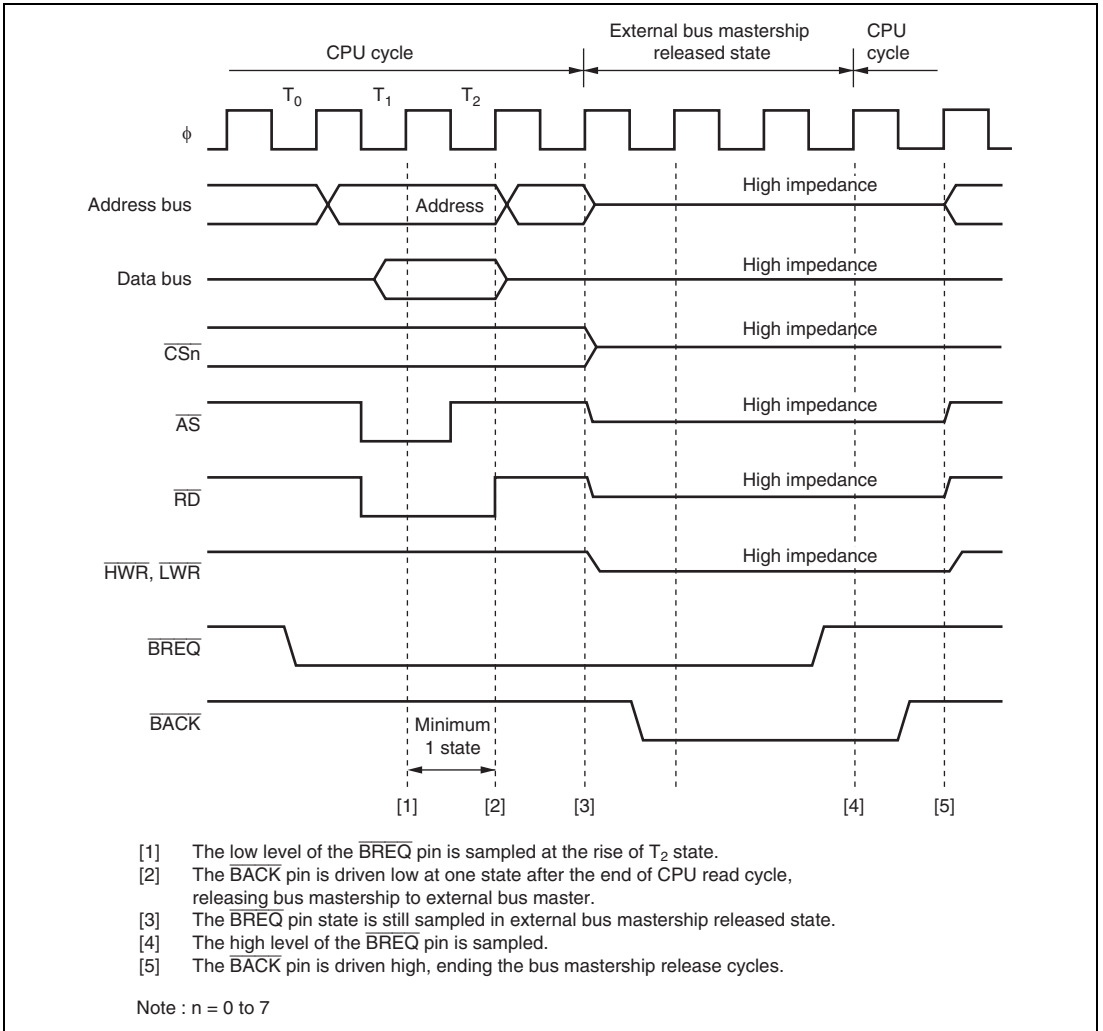 External bus mastership
released state
CPU
cycle
CPU cycle
T0 T1 T2
φ
Address bus
Address
High impedance
Data bus
High impedance
CSn
High impedance
AS
High impedance
RD
High impedance
HWR, LWR
High impedance
BREQ
BACK
Minimum
1 state
[1] [2] [3] [4] [5]
[1] The low level of the BREQ pin is sampled at the rise of T2 state.
[2] The BACK pin is driven low at one state after the end of CPU read cycle,
releasing bus mastership to external bus master.
[3] The BREQ pin state is still sampled in external bus mastership released state.
[4] The high level of the BREQ pin is sampled.
[5] The BACK pin is driven high, ending the bus mastership release cycles.
Note : n = 0 to 7